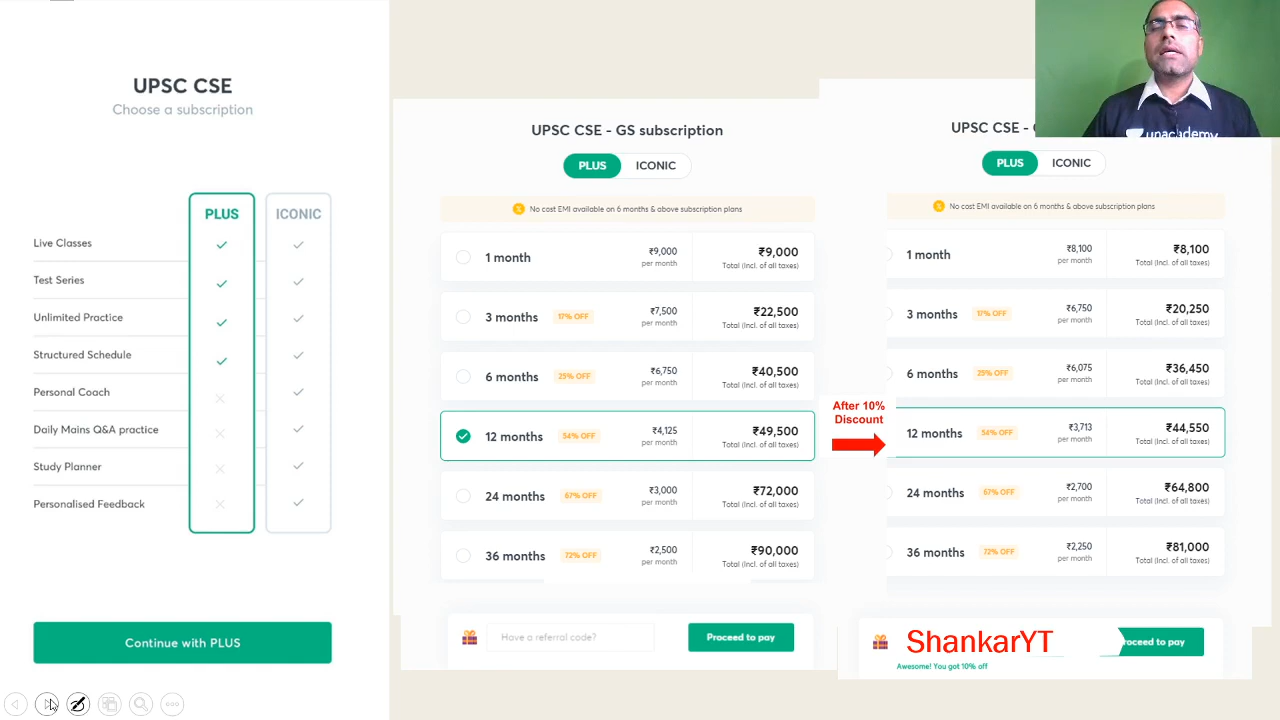 UPSC CSE
Choose a subscription
PLUS
ICONIC
Live Classes
Test Series
Unlimited Practice
Structured Schedule
Personal Coach
Daily Mains Q&A practice
Study Planner
Personalised Feedback
Continue with PLUS
UPSC CSE - GS subscription
PLUS
ICONIC
No cost EMI available on 6 months & above subscription plans
1 month
₹9,000
per month
₹9,000
Total (Incl. of all taxes)
3 months
17% OFF
₹7,500
per month
₹22,500
Total (Incl. of all taxes)
6 months
25% OFF
₹6,750
per month
₹40,500
Total (Incl. of all taxes)
12 months
54% OFF
₹4,125
per month
₹49,500
Total (Incl. of all taxes)
24 months
67% OFF
₹3,000
per month
₹72,000
Total (Incl. of all taxes)
36 months
72% OFF
₹2,500
per month
₹90,000
Total (Incl. of all taxes)
Have a referral code?
Proceed to pay
After 10%
Discount
UPSC CSE -
PLUS
ICONIC
No cost EMI available on 6 months & above subscription plans
1 month
₹8,100
per month
₹8,100
Total (Incl. of all taxes)
3 months
17% OFF
₹6,750
per month
₹20,250
Total (Incl. of all taxes)
6 months
25% OFF
₹6,075
per month
₹36,450
Total (Incl. of all taxes)
12 months
54% OFF
₹3,713
per month
₹44,550
Total (Incl. of all taxes)
24 months
67% OFF
₹2,700
per month
₹64,800
Total (Incl. of all taxes)
36 months
72% OFF
₹2,250
per month
₹81,000
Total (Incl. of all taxes)
ShankarYT
roceed to pay
Awesome! You got 10% off
unacademy